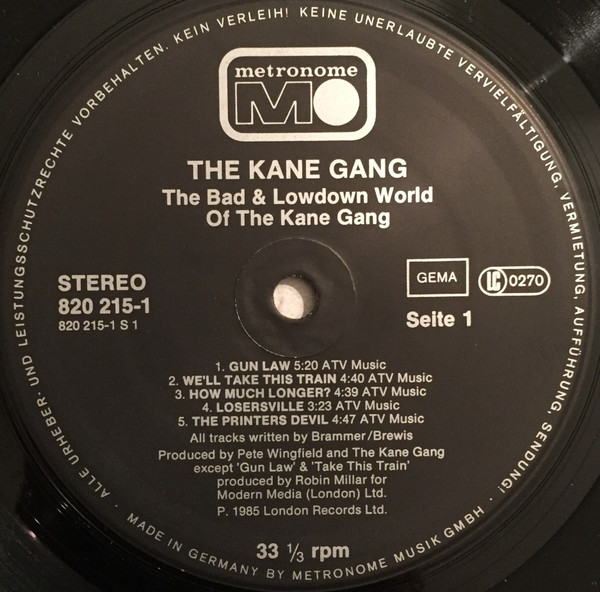 ALLE URHEBER- UND LEISTUNGSSCHUTZRECHTE VORBEHALTEN. KEIN VERLEIH! KEINE UNERLAUBTE VERVIELFÄLTIGUNG, VERMIETUNG, AUFFÜHRUNG, SENDUNG!
metronome
M
THE KANE GANG
The Bad & Lowdown World
Of The Kane Gang
STEREO
820 215-1
820 215-1 S 1
GEMA
LC 0270
Seite 1
1. GUN LAW 5:20 ATV Music
2. WE'LL TAKE THIS TRAIN 4:40 ATV Music
3. HOW MUCH LONGER? 4:39 ATV Music
4. LOSERSVILLE 3:23 ATV Music
5. THE PRINTERS DEVIL 4:47 ATV Music
All tracks written by Brammer/Brewis
Produced by Pete Wingfield and The Kane Gang
except 'Gun Law' & 'Take This Train'
produced by Robin Millar for
Modern Media (London) Ltd.
P. 1985 London Records Ltd.
33 ⅓ rpm
· MADE IN GERMANY BY METRONOME MUSIK GMBH ·